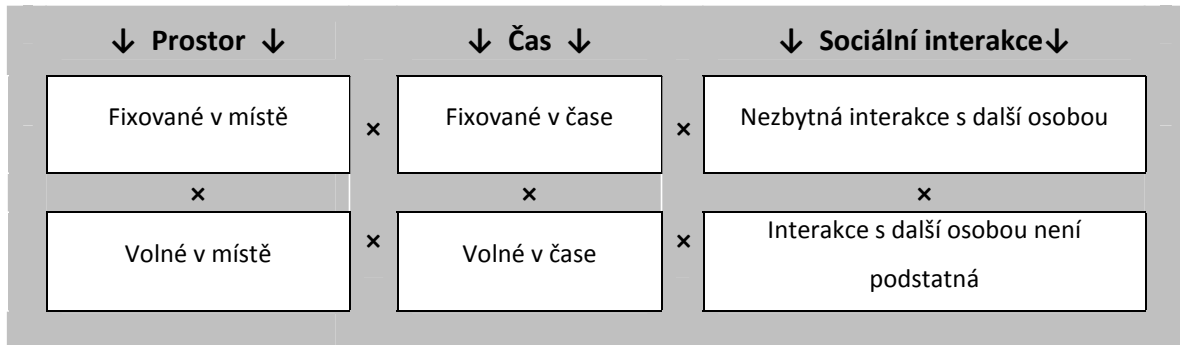 ↓ Prostor ↓ ↓ Čas ↓ ↓ Sociální interakce↓
Fixované v místě × Fixované v čase × Nezbytná interakce s další osobou
× × ×
Volné v místě × Volné v čase × Interakce s další osobou není
podstatná